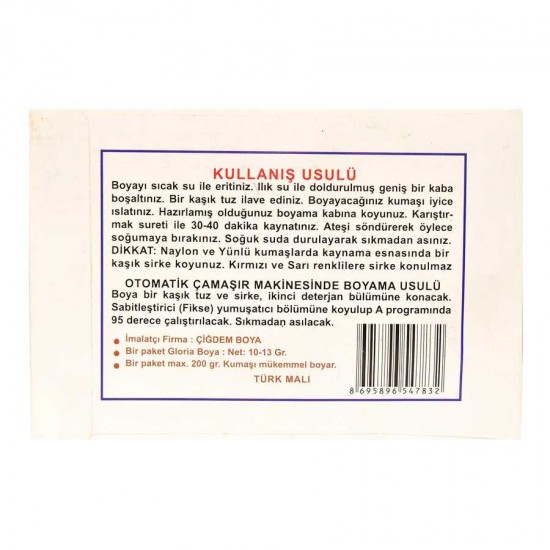 KULLANIŞ USULÜ
Boyayı sıcak su ile eritiniz. Ilık su ile doldurulmuş geniş bir kaba
boşaltınız. Bir kaşık tuz ilave ediniz. Boyayacağınız kumaşı iyice
ıslatınız. Hazırlamış olduğunuz boyama kabına koyunuz. Karıştır-
mak sureti ile 30-40 dakika kaynatınız. Ateşi söndürerek öylece
soğumaya bırakınız. Soğuk suda durulayarak sıkmadan asınız.
DİKKAT: Naylon ve Yünlü kumaşlarda kaynama esnasında bir
kaşık sirke koyunuz. Kırmızı ve Sarı renklilere sirke konulmaz
OTOMATİK ÇAMAŞIR MAKİNESİNDE BOYAMA USULÜ
Boya bir kaşık tuz ve sirke, ikinci deterjan bülümüne konacak.
Sabitleştirici (Fikse) yumuşatıcı bölümüne koyulup A programında
95 derece çalıştırılacak. Sıkmadan asılacak.
• İmalatçı Firma : ÇİĞDEM BOYA
• Bir paket Gloria Boya : Net: 10-13 Gr.
• Bir paket max. 200 gr. Kumaşı mükemmel boyar.
TÜRK MALI
8 695896 547832